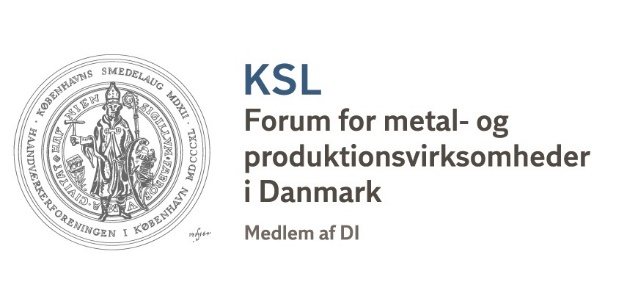 KØBENHAVNS SMEDELAUG MDXII
HAANDVÆRKERFORENINGEN I KØBENHAVN MDCCCXL
KSL
Forum for metal- og
produktionsvirksomheder
i Danmark
Medlem af DI